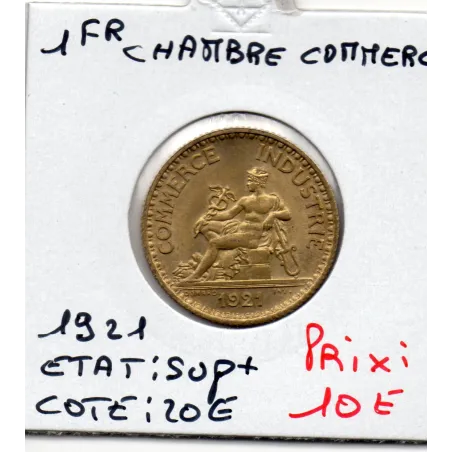 1 FR CHAMBRE COMMERC
COMMERCE INDUSTRIE
1921
1921
ETAT : SUP+
COTE : 20E
PRIX :
10E